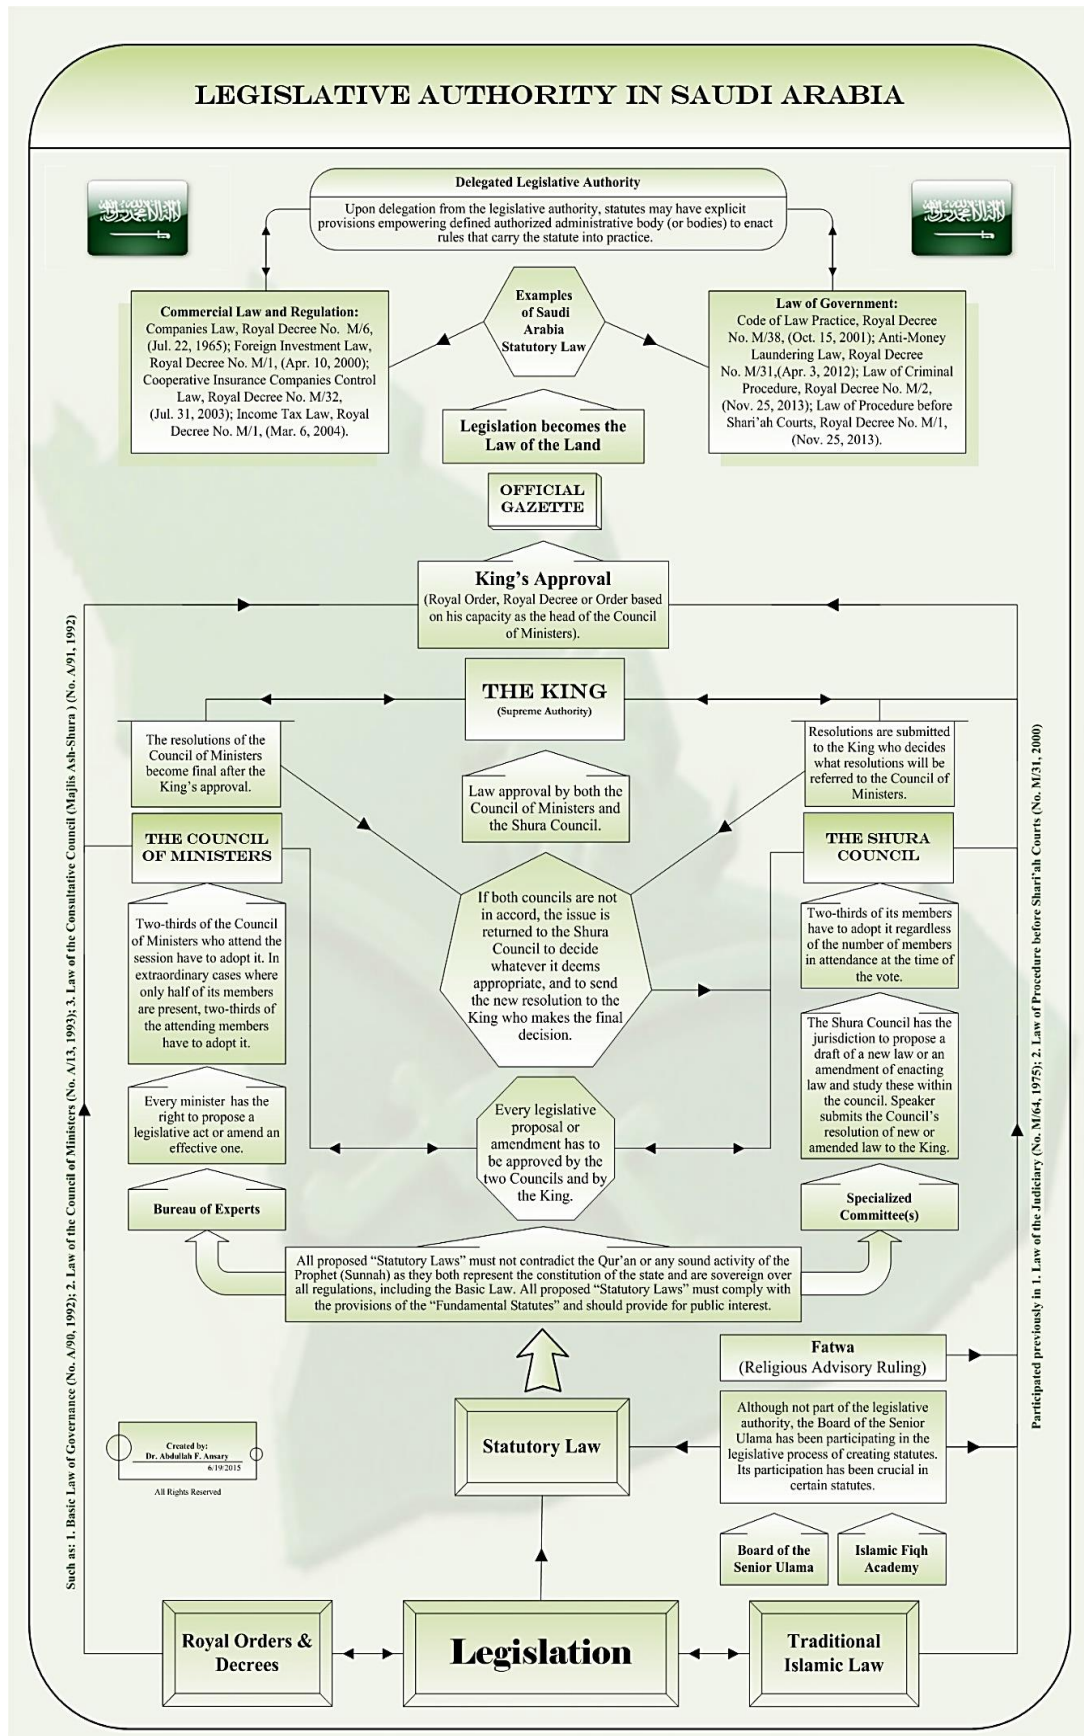 LEGISLATIVE AUTHORITY IN SAUDI ARABIA
Delegated Legislative Authority
Upon delegation from the legislative authority, statutes may have explicit
provisions empowering defined authorized administrative body (or bodies) to enact
rules that carry the statute into practice.
لا إله إلا الله محمد رسول الله
لا إله إلا الله محمد رسول الله
Commercial Law and Regulation:
Companies Law, Royal Decree No. M/6,
(Jul. 22, 1965); Foreign Investment Law,
Royal Decree No. M/1, (Apr. 10, 2000);
Cooperative Insurance Companies Control
Law, Royal Decree No. M/32,
(Jul. 31, 2003); Income Tax Law, Royal
Decree No. M/1, (Mar. 6, 2004).
Examples
of Saudi
Arabia
Statutory Law
Law of Government:
Code of Law Practice, Royal Decree
No. M/38, (Oct. 15, 2001); Anti-Money
Laundering Law, Royal Decree
No. M/31,(Apr. 3, 2012); Law of Criminal
Procedure, Royal Decree No. M/2,
(Nov. 25, 2013); Law of Procedure before
Shari'ah Courts, Royal Decree No. M/1,
(Nov. 25, 2013).
Legislation becomes the
Law of the Land
OFFICIAL
GAZETTE
King's Approval
(Royal Order, Royal Decree or Order based
on his capacity as the head of the Council
of Ministers).
THE KING
(Supreme Authority)
The resolutions of the
Council of Ministers
become final after the
King's approval.
Law approval by both the
Council of Ministers and
the Shura Council.
Resolutions are submitted
to the King who decides
what resolutions will be
referred to the Council of
Ministers.
THE COUNCIL
OF MINISTERS
THE SHURA
COUNCIL
If both councils are not
in accord, the issue is
returned to the Shura
Council to decide
whatever it deems
appropriate, and to send
the new resolution to the
King who makes the final
decision.
Two-thirds of the Council
of Ministers who attend the
session have to adopt it. In
extraordinary cases where
only half of its members
are present, two-thirds of
the attending members
have to adopt it.
Two-thirds of its members
have to adopt it regardless
of the number of members
in attendance at the time of
the vote.
The Shura Council has the
jurisdiction to propose a
draft of a new law or an
amendment of enacting
law and study these within
the council. Speaker
submits the Council's
resolution of new or
amended law to the King.
Every minister has the
right to propose a
legislative act or amend an
effective one.
Every legislative
proposal or
amendment has to
be approved by the
two Councils and by
the King.
Bureau of Experts
Specialized
Committee(s)
All proposed “Statutory Laws” must not contradict the Qur'an or any sound activity of the
Prophet (Sunnah) as they both represent the constitution of the state and are sovereign over
all regulations, including the Basic Law. All proposed “Statutory Laws” must comply with
the provisions of the “Fundamental Statutes” and should provide for public interest.
Fatwa
(Religious Advisory Ruling)
Statutory Law
Although not part of the legislative
authority, the Board of the Senior
Ulama has been participating in the
legislative process of creating statutes.
Its participation has been crucial in
certain statutes.
Created by:
Dr. Abdullah F. Ansary
6/19/2015
All Rights Reserved
Board of the
Senior Ulama
Islamic Fiqh
Academy
Royal Orders &
Decrees
Legislation
Traditional
Islamic Law
Such as: 1. Basic Law of Governance (No. A/90, 1992); 2. Law of the Council of Ministers (No. A/13, 1993); 3. Law of the Consutative Council (Majlis Ash-Shura ) (No. A/91, 1992)
Participated previously in 1. Law of the Judiciary (No. M/64, 1975); 2. Law of Procedure before Shari'ah Courts (No. M/31, 2000)